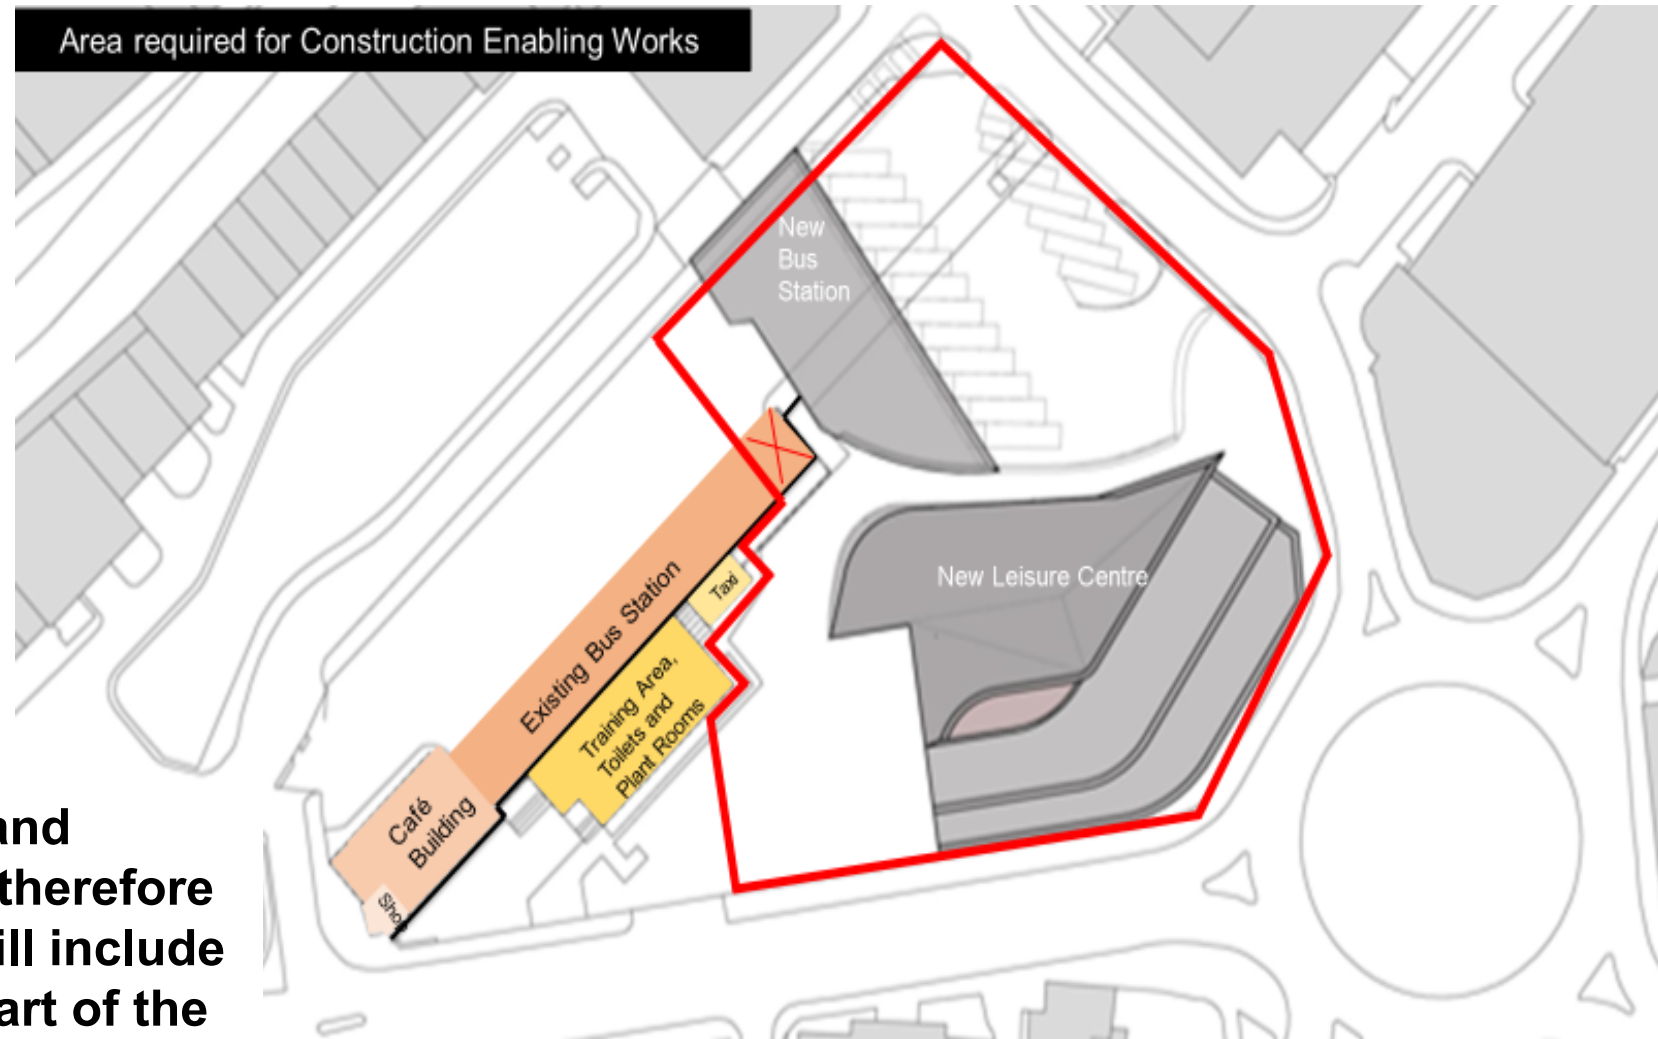 Area required for Construction Enabling Works
New
Bus
Station
New Leisure Centre
Existing Bus Station
Taxi
Training Area,
Toilets and
Plant Rooms
Café
Building
Sho
and
therefore
ill include
art of the